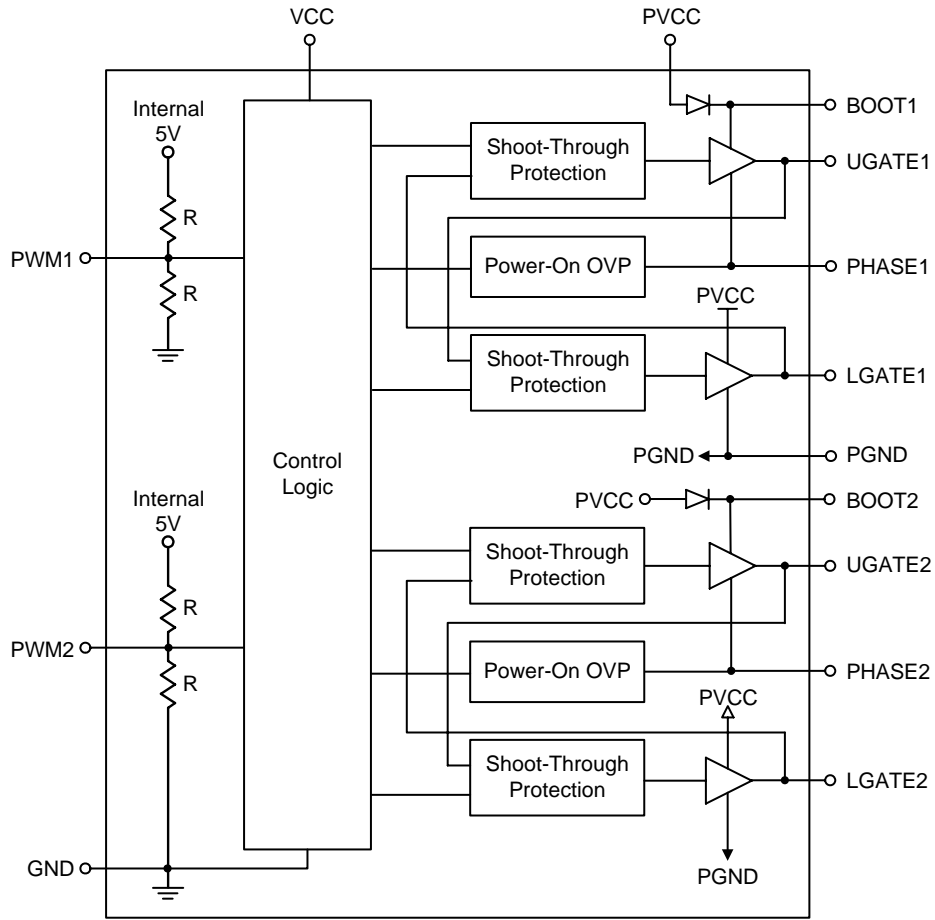 VCC
PVCC
Internal
5V
BOOT1
Shoot-Through
Protection
UGATE1
R
PWM1
Power-On OVP
PHASE1
R
PVCC
Shoot-Through
Protection
LGATE1
Control
Logic
PGND
PGND
Internal
5V
PVCC
BOOT2
Shoot-Through
Protection
UGATE2
R
PWM2
Power-On OVP
PHASE2
R
PVCC
Shoot-Through
Protection
LGATE2
GND
PGND